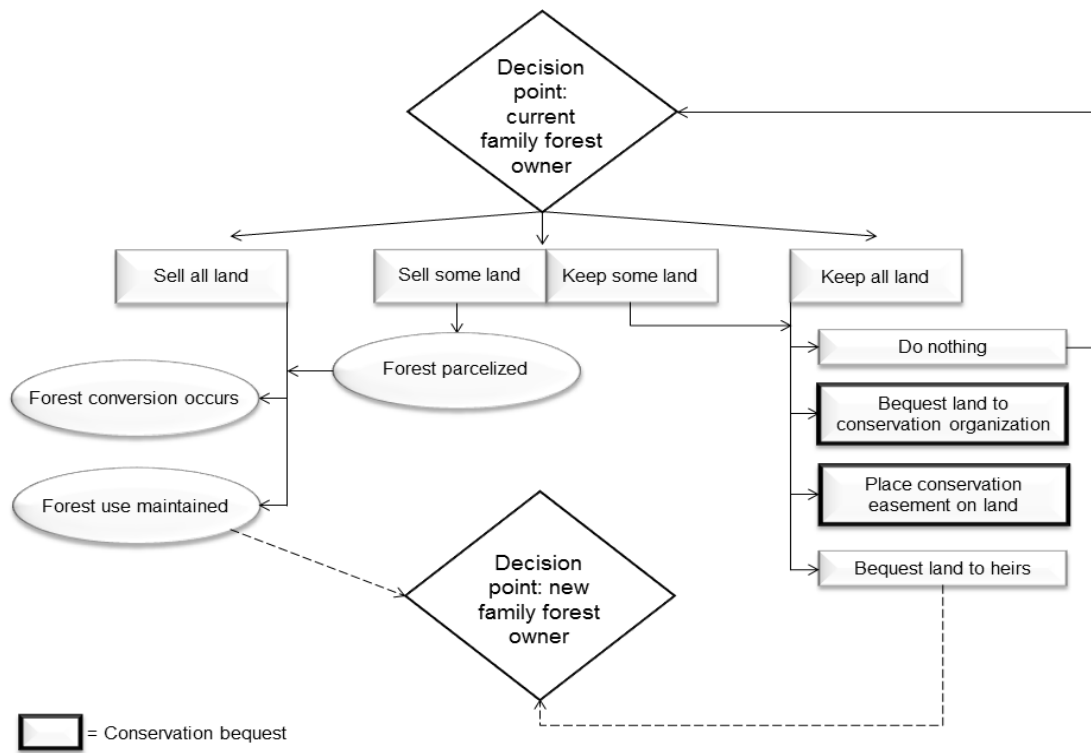 Decision
point:
current
family forest
owner
Sell all land
Sell some land
Keep some land
Keep all land
Do nothing
Forest parcelized
Forest conversion occurs
Bequest land to
conservation organization
Place conservation
easement on land
Forest use maintained
Bequest land to heirs
Decision
point: new
family forest
owner
= Conservation bequest